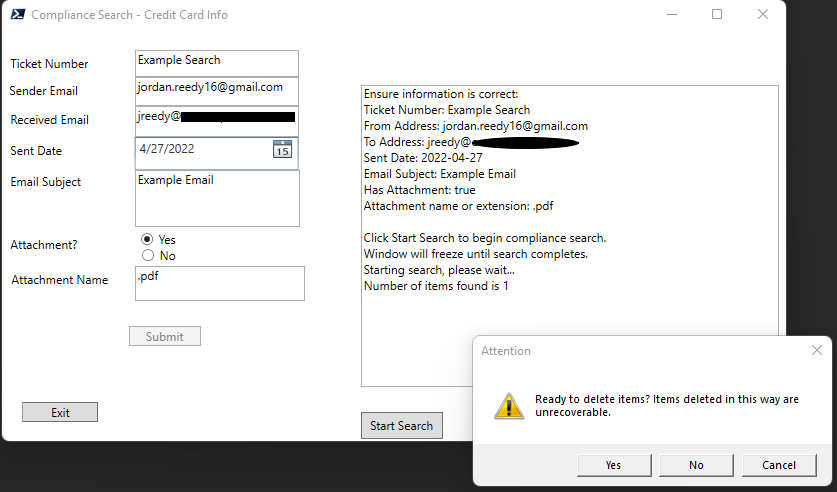 Compliance Search - Credit Card Info
Ticket Number
Example Search
Sender Email
jordan.reedy16@gmail.com
Received Email
jreedy@
Sent Date
4/27/2022
15
Email Subject
Example Email
Attachment?
Yes
No
Attachment Name
.pdf
Submit
Exit
Ensure information is correct:
Ticket Number: Example Search
From Address: jordan.reedy16@gmail.com
To Address: jreedy@
Sent Date: 2022-04-27
Email Subject: Example Email
Has Attachment: true
Attachment name or extension: .pdf
Click Start Search to begin compliance search.
Window will freeze until search completes.
Starting search, please wait...
Number of items found is 1
Start Search
Attention
Ready to delete items? Items deleted in this way are
unrecoverable.
Yes
No
Cancel